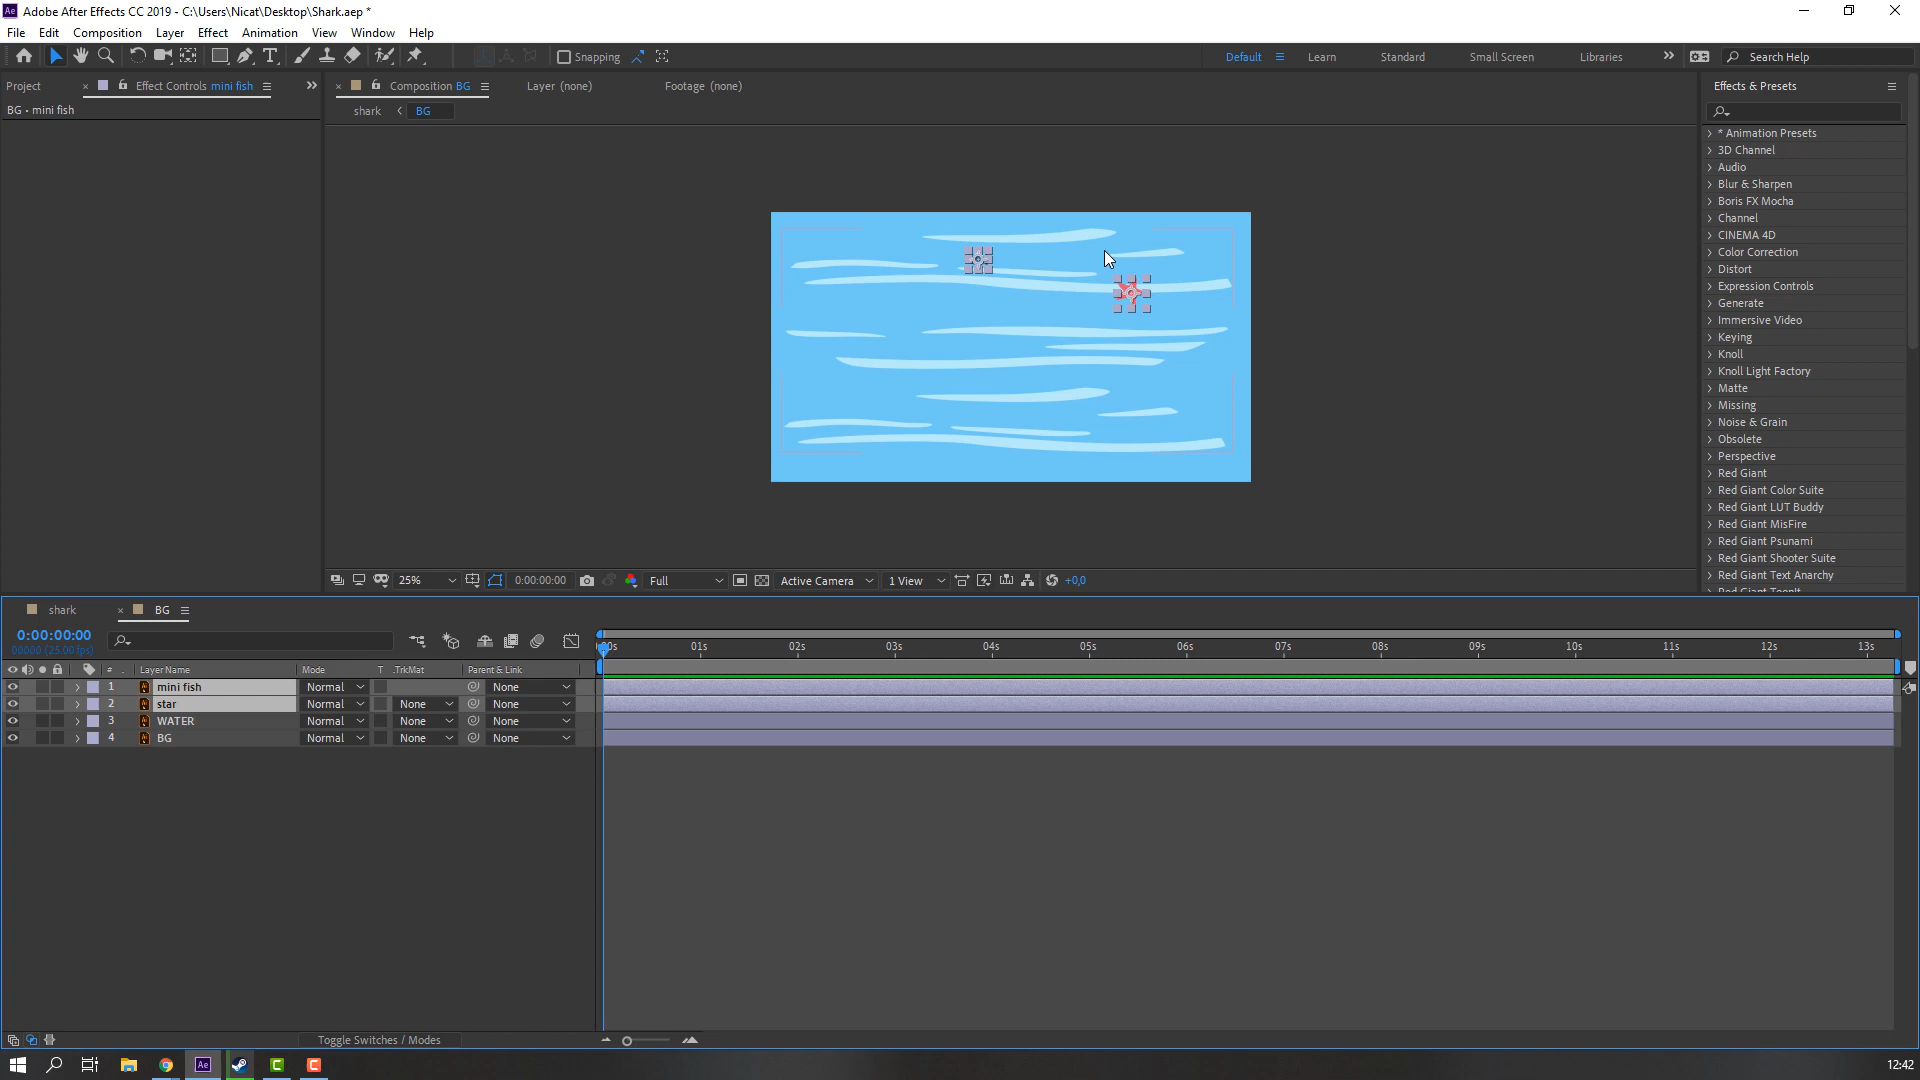 Adobe After Effects CC 2019 - C:\Users\Nicat\Desktop\Shark.aep *
File Edit Composition Layer Effect Animation View Window Help
Snapping Default Learn Standard Small Screen Libraries Search Help
Project Effect Controls mini fish Composition BG Layer (none) Footage (none) Effects & Presets
BG • mini fish shark BG
* Animation Presets
3D Channel
Audio
Blur & Sharpen
Boris FX Mocha
Channel
CINEMA 4D
Color Correction
Distort
Expression Controls
Generate
Immersive Video
Keying
Knoll
Knoll Light Factory
Matte
Missing
Noise & Grain
Obsolete
Perspective
Red Giant
Red Giant Color Suite
Red Giant LUT Buddy
Red Giant MisFire
Red Giant Psunami
Red Giant Shooter Suite
Red Giant Text Anarchy
25% 0:00:00:00 Full Active Camera 1 View +0,0
shark BG
0:00:00:00
00000 (25.00 fps)
01s 02s 03s 04s 05s 06s 07s 08s 09s 10s 11s 12s 13s
# Layer Name Mode T .TrkMat Parent & Link
1 mini fish Normal None
2 star Normal None None
3 WATER Normal None None
4 BG Normal None None
Toggle Switches / Modes
12:42